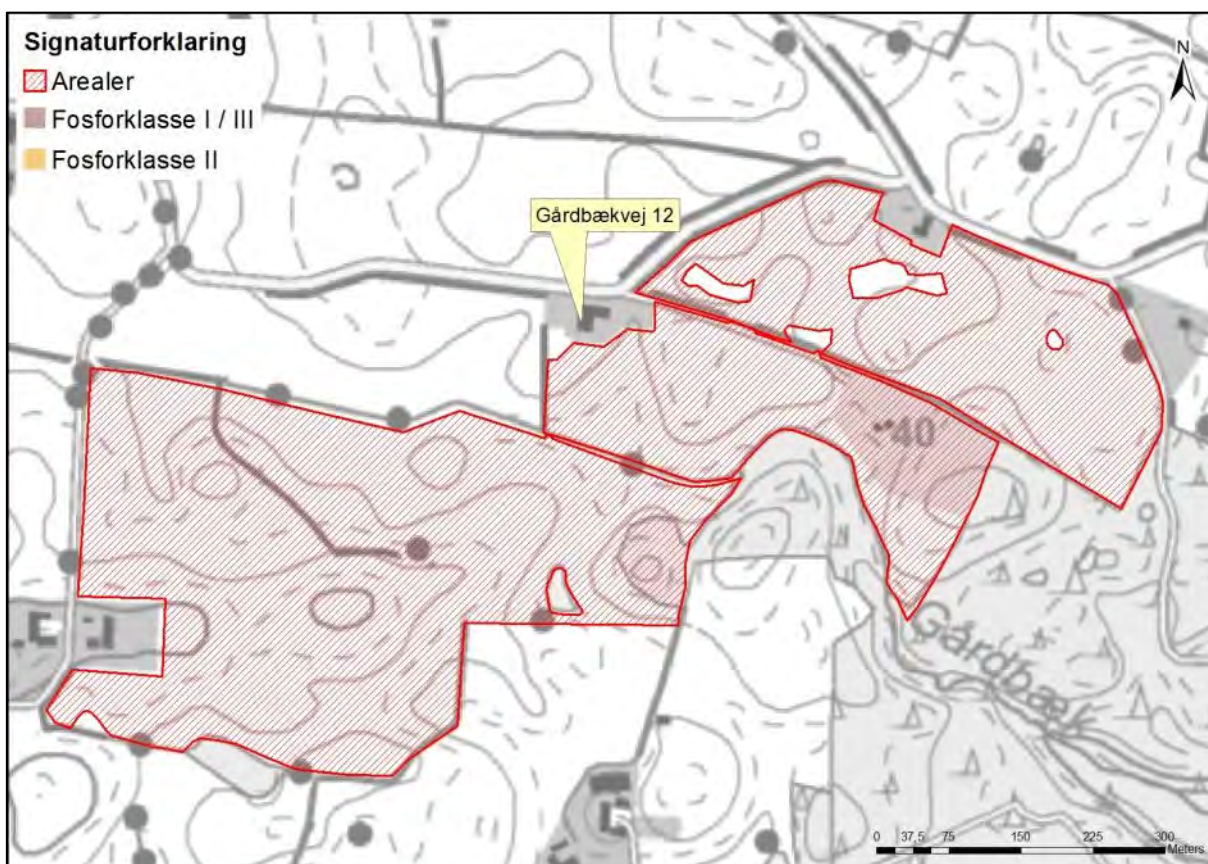 Signaturforklaring
Arealer
Fosforklasse I / III
Fosforklasse II
N
Gårdbækvej 12
40
Gårdbæk
0 37,5 75 150 225 300
Meters